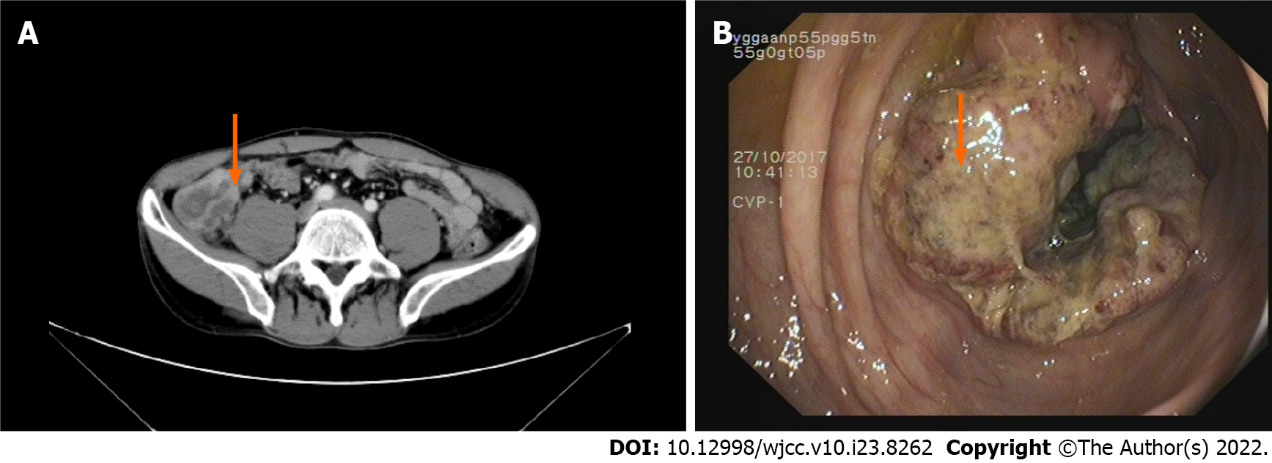 A
B
yggaanp55pgg5tn
55g0gt05p
27/10/2017
10:41:13
CVP-1
DOI: 10.12998/wjcc.v10.i23.8262 Copyright ©The Author(s) 2022.